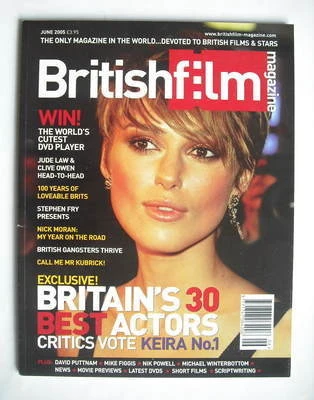 JUNE 2005 £3.95
www.britishfilm-magazine.com
THE ONLY MAGAZINE IN THE WORLD...DEVOTED TO BRITISH FILMS & STARS
Britishfilm
magazine
WIN!
THE WORLD'S
CUTEST
DVD PLAYER
JUDE LAW &
CLIVE OWEN
HEAD-TO-HEAD
100 YEARS OF
LOVEABLE BRITS
STEPHEN FRY
PRESENTS
NICK MORAN:
MY YEAR ON THE ROAD
BRITISH GANGSTERS THRIVE
CALL ME MR KUBRICK!
EXCLUSIVE!
BRITAIN'S 30
BEST ACTORS
CRITICS VOTE KEIRA No.1
PLUS: DAVID PUTTNAM • MIKE FIGGIS • NIK POWELL • MICHAEL WINTERBOTTOM •
NEWS • MOVIE PREVIEWS • LATEST DVDS • SHORT FILMS • SCRIPTWRITING •